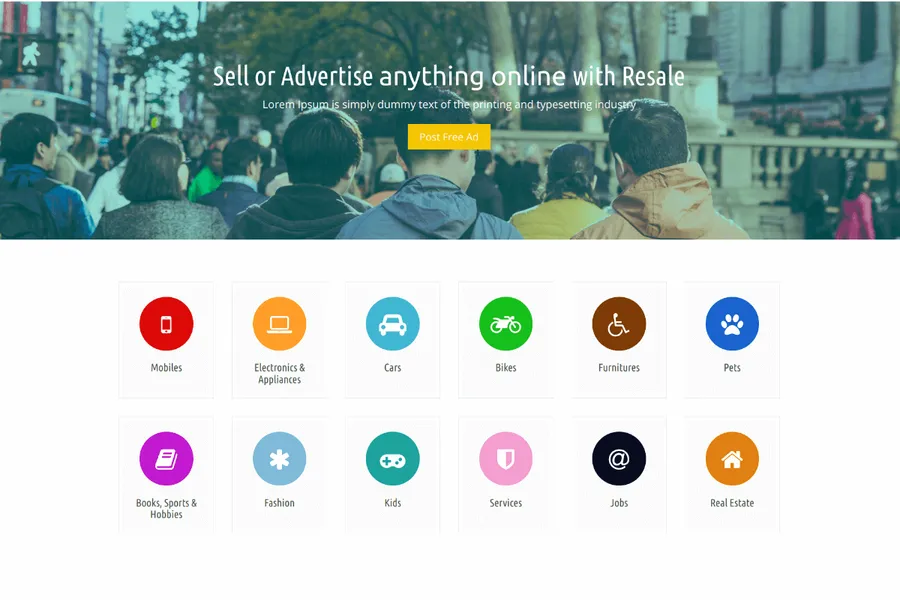 Sell or Advertise anything online with Resale
Lorem Ipsum is simply dummy text of the printing and typesetting industry
Post Free Ad
Mobiles
Electronics &
Appliances
Cars
Bikes
Furnitures
Pets
Books, Sports &
Hobbies
Fashion
Kids
Services
Jobs
Real Estate